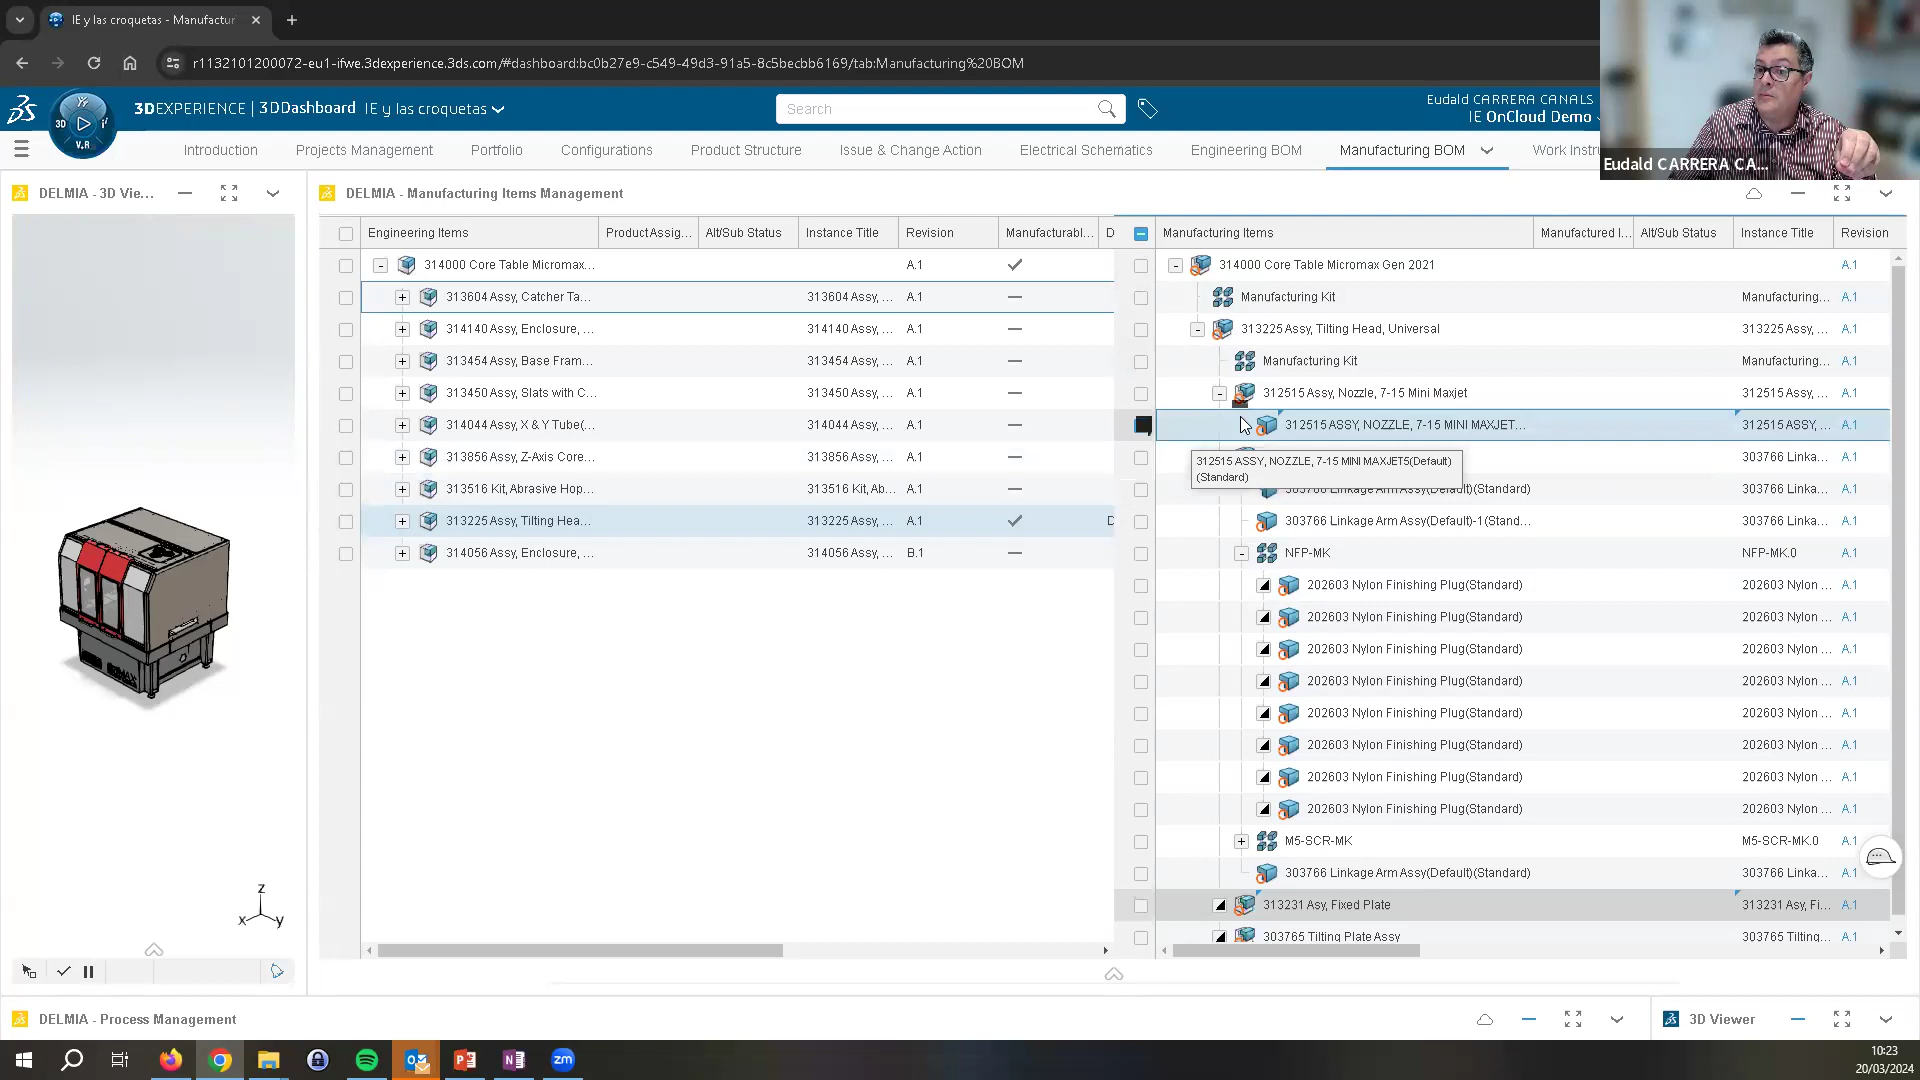 IE y las croquetas - Manufactur
r1132101200072-eu1-ifwe.3dexperience.3ds.com/#dashboard:bc0b27e9-c549-49d3-91a5-8c5becbb6169/tab:Manufacturing%20BOM
3D
V.R
3DEXPERIENCE | 3DDashboard IE y las croquetas
Search
Eudald CARRERA CANALS
IE OnCloud Demo
Introduction
Projects Management
Portfolio
Configurations
Product Structure
Issue & Change Action
Electrical Schematics
Engineering BOM
Manufacturing BOM
Work Instru
Eudald CARRERA CA...
DELMIA - 3D Vie...
DELMIA - Manufacturing Items Management
Engineering Items Product Assig... Alt/Sub Status Instance Title Revision Manufacturabl... D
314000 Core Table Micromax... A.1
313604 Assy, Catcher Ta... 313604 Assy, ... A.1
314140 Assy, Enclosure, ... 314140 Assy, ... A.1
313454 Assy, Base Fram... 313454 Assy, ... A.1
313450 Assy, Slats with C... 313450 Assy, ... A.1
314044 Assy, X & Y Tube(... 314044 Assy, ... A.1
313856 Assy, Z-Axis Core... 313856 Assy, ... A.1
313516 Kit, Abrasive Hop... 313516 Kit, Ab... A.1
313225 Assy, Tilting Hea... 313225 Assy, ... A.1 D
314056 Assy, Enclosure, ... 314056 Assy, ... B.1
Manufacturing Items Manufactured I... Alt/Sub Status Instance Title Revision
314000 Core Table Micromax Gen 2021 A.1
Manufacturing Kit Manufacturing... A.1
313225 Assy, Tilting Head, Universal 313225 Assy, ... A.1
Manufacturing Kit Manufacturing... A.1
312515 Assy, Nozzle, 7-15 Mini Maxjet 312515 Assy, ... A.1
312515 ASSY, NOZZLE, 7-15 MINI MAXJET... 312515 ASSY, ... A.1
312515 ASSY, NOZZLE, 7-15 MINI MAXJET5(Default)
(Standard)
303766 Linka... A.1
303766 Linkage Arm Assy(Default)(Standard) 303766 Linka... A.1
303766 Linkage Arm Assy(Default)-1(Stand... 303766 Linka... A.1
NFP-MK NFP-MK.0 A.1
202603 Nylon Finishing Plug(Standard) 202603 Nylon ... A.1
202603 Nylon Finishing Plug(Standard) 202603 Nylon ... A.1
202603 Nylon Finishing Plug(Standard) 202603 Nylon ... A.1
202603 Nylon Finishing Plug(Standard) 202603 Nylon ... A.1
202603 Nylon Finishing Plug(Standard) 202603 Nylon ... A.1
202603 Nylon Finishing Plug(Standard) 202603 Nylon ... A.1
202603 Nylon Finishing Plug(Standard) 202603 Nylon ... A.1
202603 Nylon Finishing Plug(Standard) 202603 Nylon ... A.1
M5-SCR-MK M5-SCR-MK.0 A.1
303766 Linkage Arm Assy(Default)(Standard) 303766 Linka... A.1
313231 Asy, Fixed Plate 313231 Asy, Fi... A.1
303765 Tilting Plate Assy 303765 Tilting... A.1
z
x
y
DELMIA - Process Management
3D Viewer
zm
10:23
20/03/2024